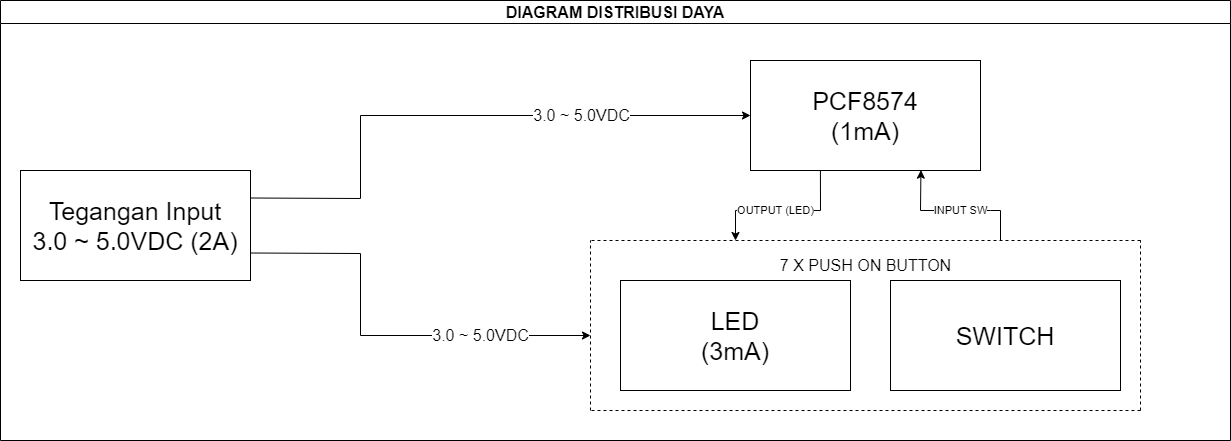 DIAGRAM DISTRIBUSI DAYA
PCF8574
(1mA)
3.0 ~ 5.0VDC
Tegangan Input
3.0 ~ 5.0VDC (2A)
OUTPUT (LED)
INPUT SW
7 X PUSH ON BUTTON
3.0 ~ 5.0VDC
LED
(3mA)
SWITCH